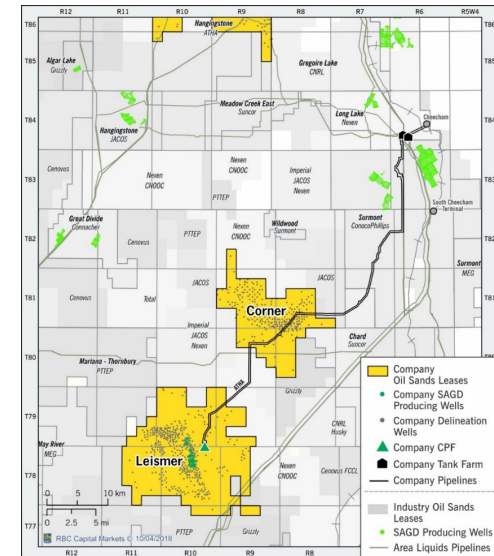 R12 R11 R10 R9 R8 R7 R6 R5W4
T86
Hangingstone
ATHA
Gregoire Lake
CNRL
Algar Lake
Grizzly
T85
Meadow Creek East
Suncor
Long Lake
Nexen
Cheecham
Hangingstone
JACOS
T84
Cenovus
Nexen
CNOOC
Nexen
CNOOC
Imperial
JACOS
Nexen
T83
PTTEP
South Cheecham
Terminal
Great Divide
Connacher
Cenovus
PTTEP
Nexen
CNOOC
Wildwood
Surmont
Surmont
ConocoPhillips
T82
Surmont
MEG
JACOS
JACOS
Cenovus
Total
T81
Corner
Imperial
JACOS
Nexen
Chard
Suncor
T80
Mariana - Thornbury
PTTEP
ATHA
Grizzly
T79
CNRL
Husky
May River
MEG
Leismer
Nexen
CNOOC
Cenovus FCCL
T78
0 5 10 km
0 2.5 5 mi
PTTEP
Grizzly
T77
RBC Capital Markets © 10/04/2018
R12 R11 R10 R9 R8
Company
Oil Sands Leases
Company SAGD
Producing Wells
Company Delineation
Wells
Company CPF
Company Tank Farm
Company Pipelines
Industry Oil Sands
Leases
SAGD Producing Wells
Area Liquids Pipelines